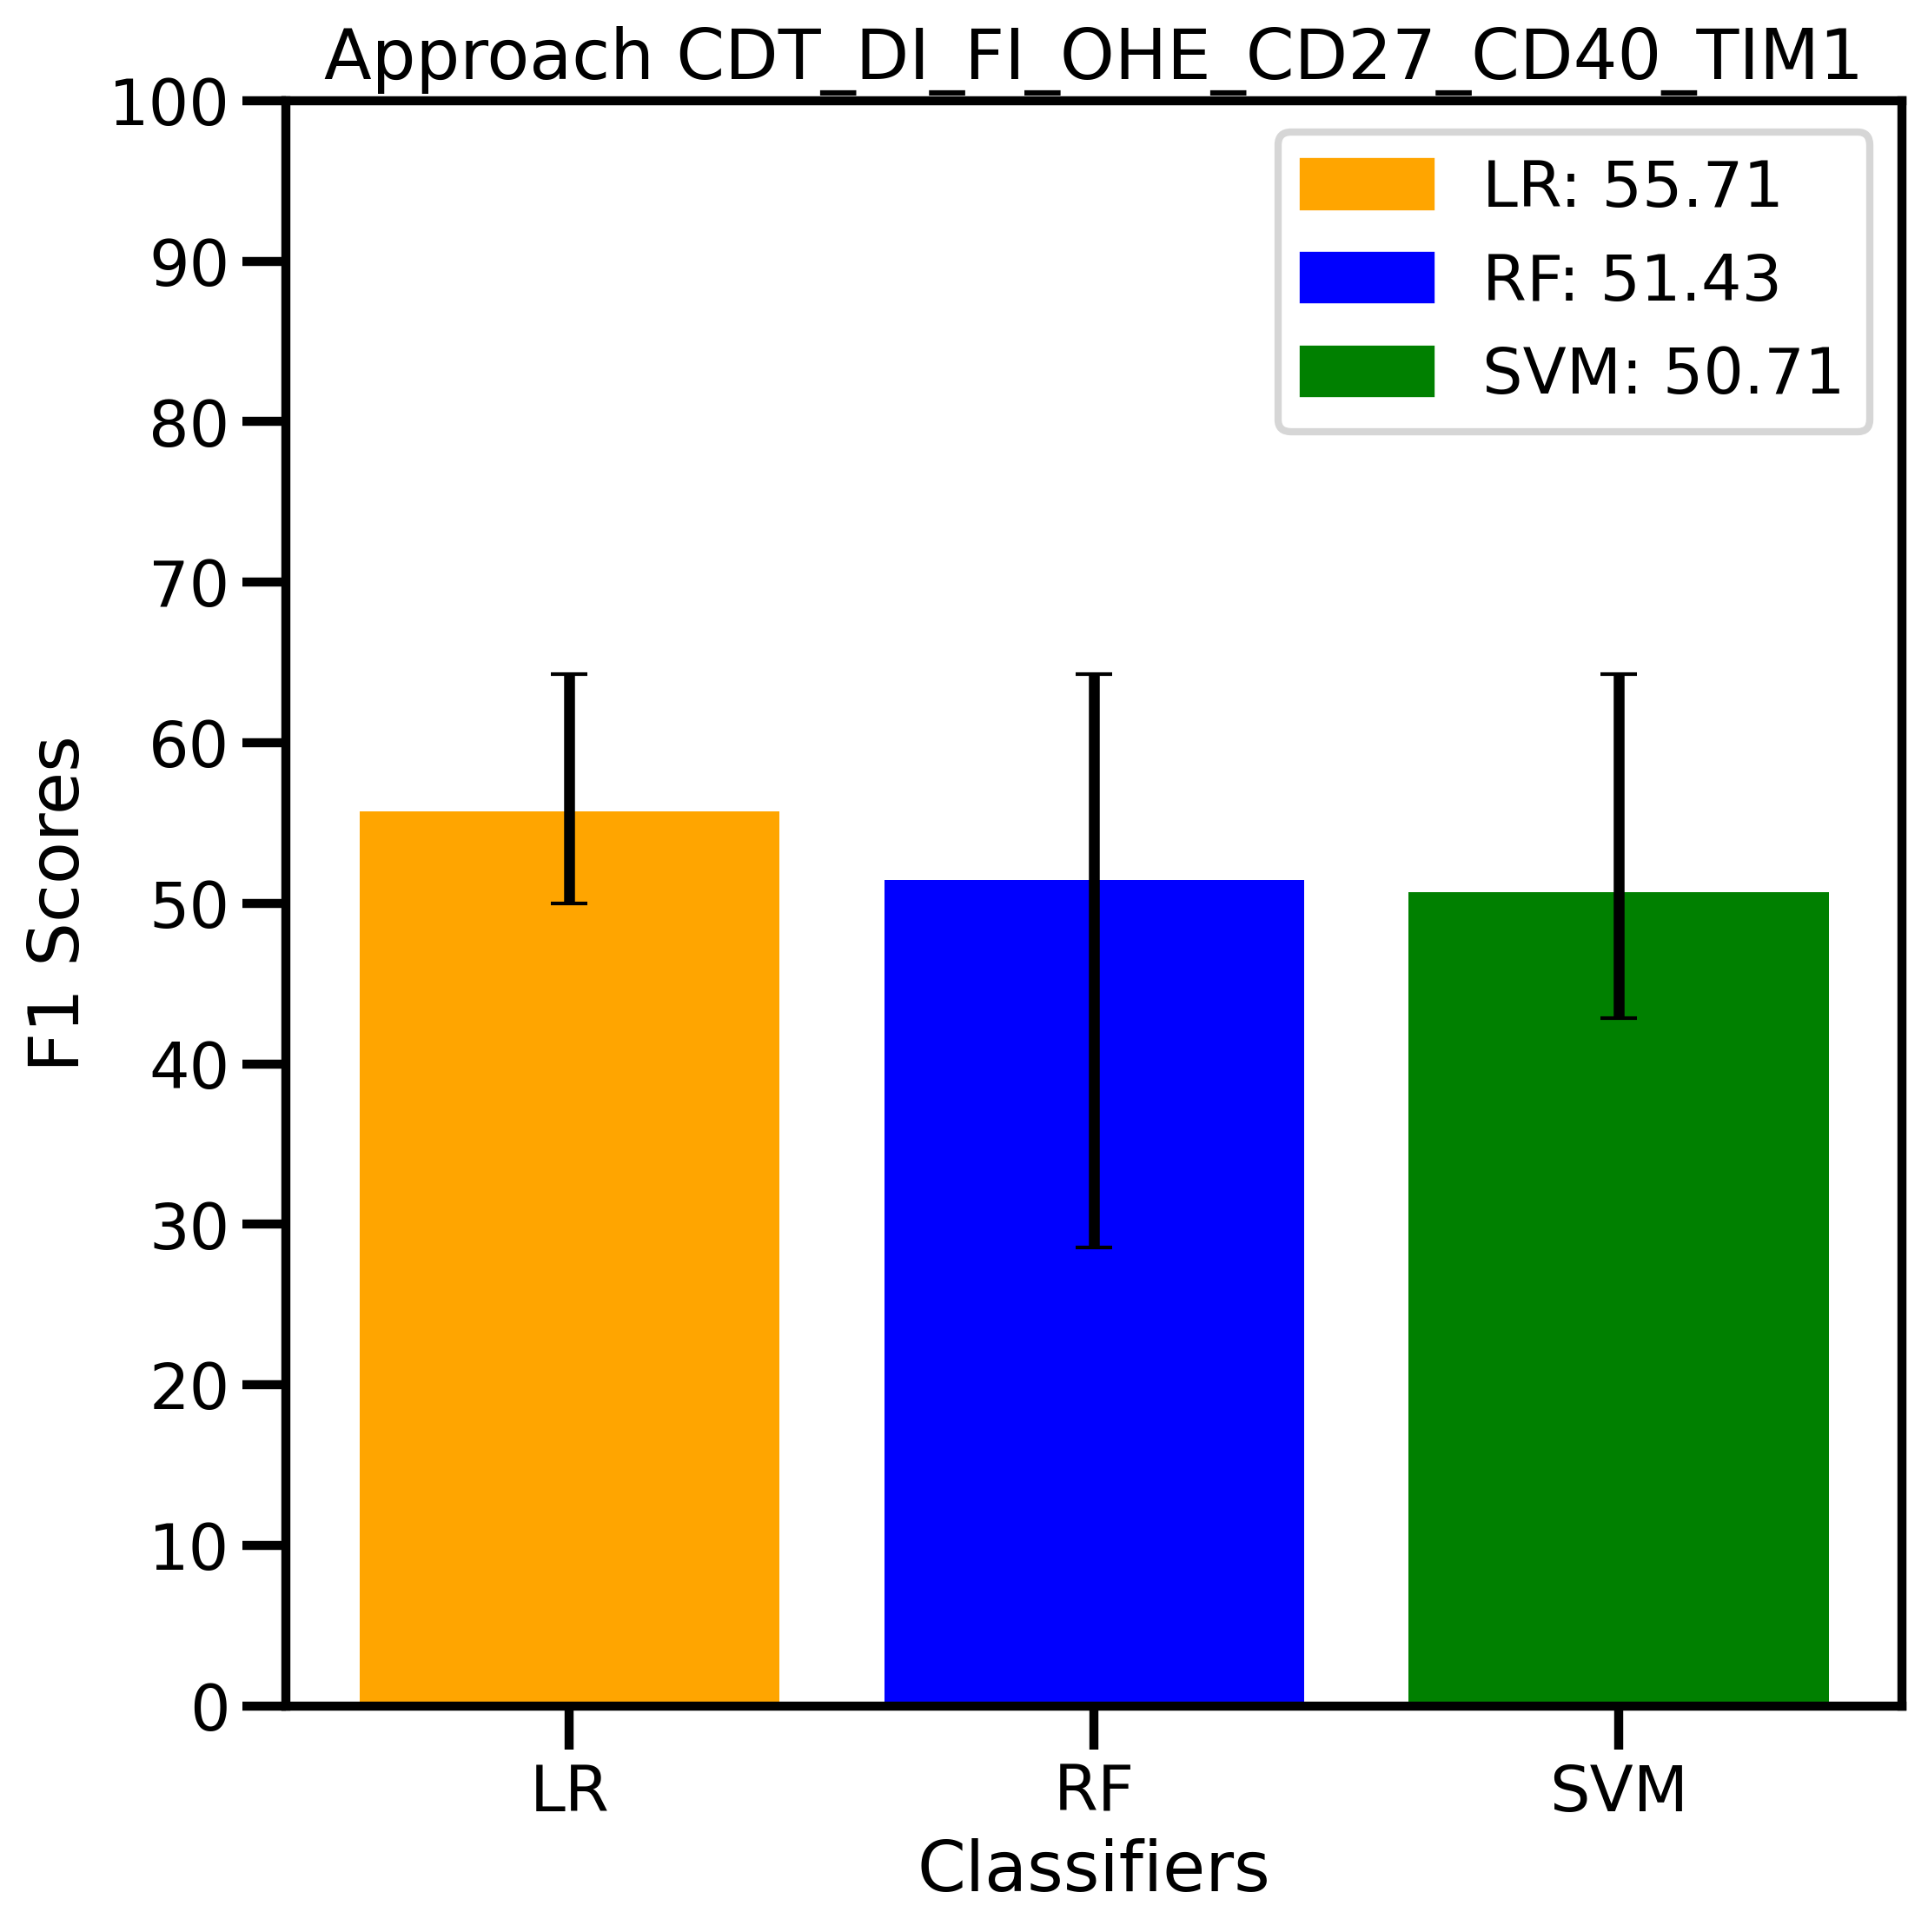 Approach CDT_DI_FI_OHE_CD27_CD40_TIM1
100
90
80
70
60
50
40
30
20
10
0
F1 Scores
LR: 55.71
RF: 51.43
SVM: 50.71
LR
RF
SVM
Classifiers